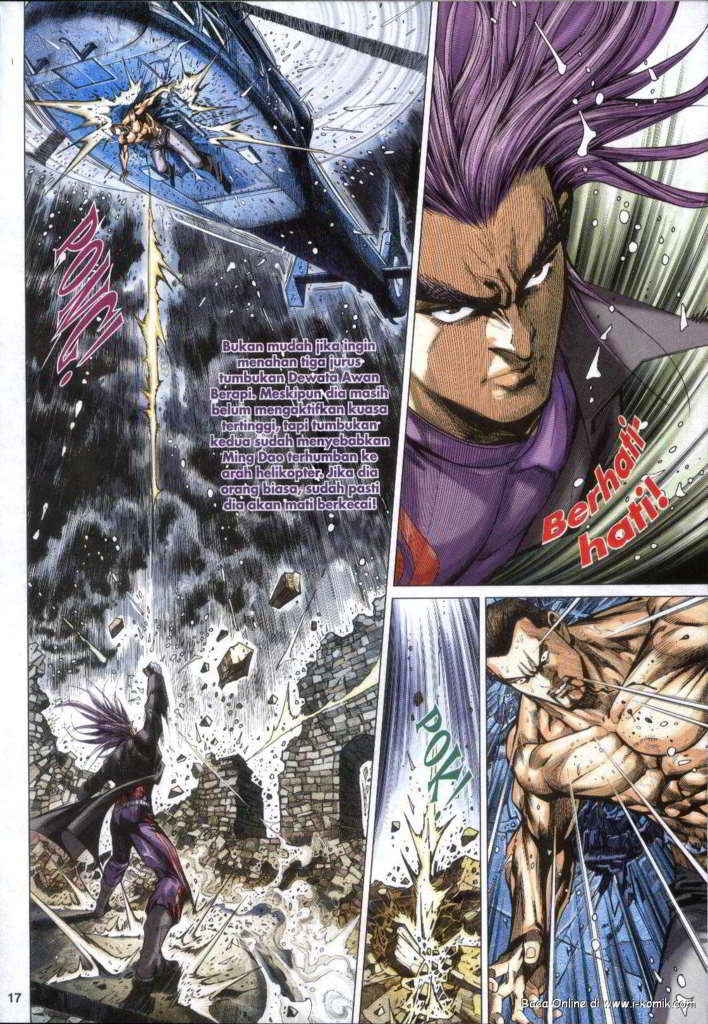 PONG!
Bukan mudah jika ingin
menahan tiga jurus
tumbukan Dewata Awan
Berapi. Meskipun dia masih
belum mengaktifkan kuasa
tertinggi, tapi tumbukan
kedua sudah menyebabkan
Ming Dao terhumban ke
arah helikopter. Jika dia
orang biasa, sudah pasti
dia akan mati berkecai!
Berhati-
hati!
POK!
17
Baca Online di www.i-komik.com